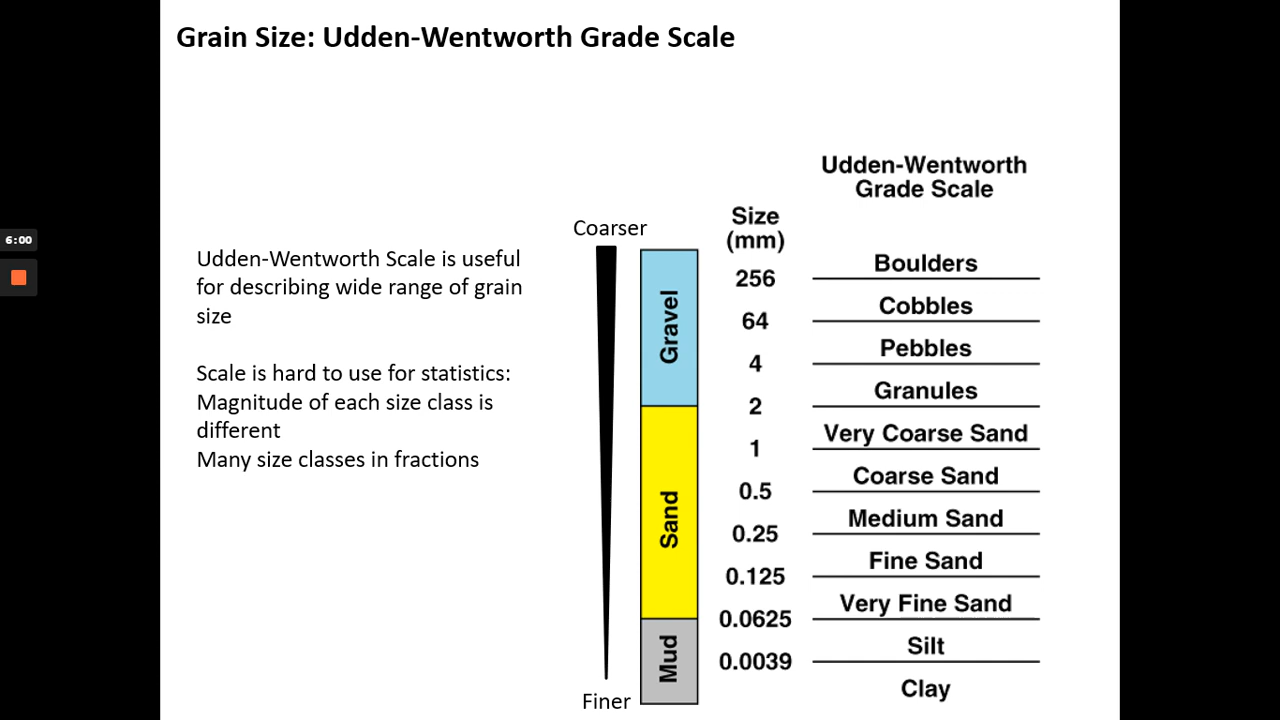 Grain Size: Udden-Wentworth Grade Scale
6:00
Udden-Wentworth Scale is useful
for describing wide range of grain
size
Scale is hard to use for statistics:
Magnitude of each size class is
different
Many size classes in fractions
Coarser
Finer
Gravel
Sand
Mud
Size
(mm)
256
64
4
2
1
0.5
0.25
0.125
0.0625
0.0039
Udden-Wentworth
Grade Scale
Boulders
Cobbles
Pebbles
Granules
Very Coarse Sand
Coarse Sand
Medium Sand
Fine Sand
Very Fine Sand
Silt
Clay